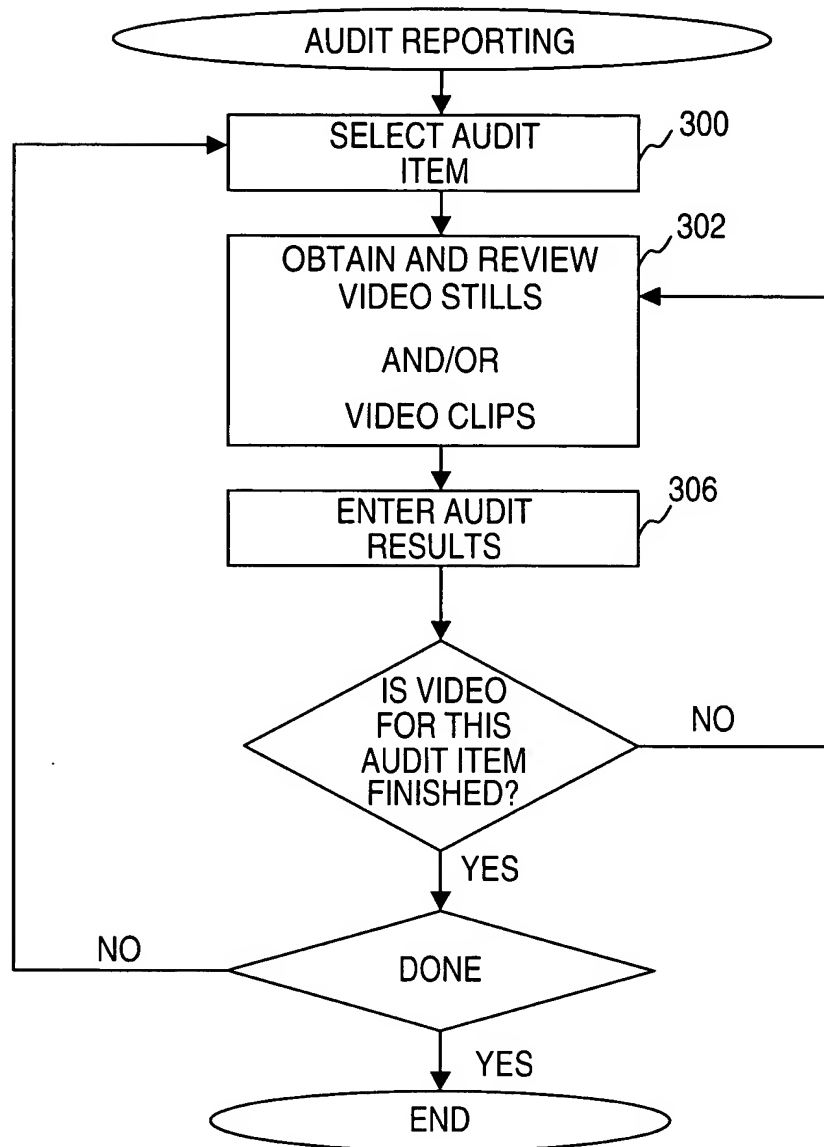 AUDIT REPORTING
SELECT AUDIT
ITEM
300
302
OBTAIN AND REVIEW
VIDEO STILLS
AND/OR
VIDEO CLIPS
306
ENTER AUDIT
RESULTS
IS VIDEO
FOR THIS
AUDIT ITEM
FINISHED?
NO
YES
NO
DONE
YES
END